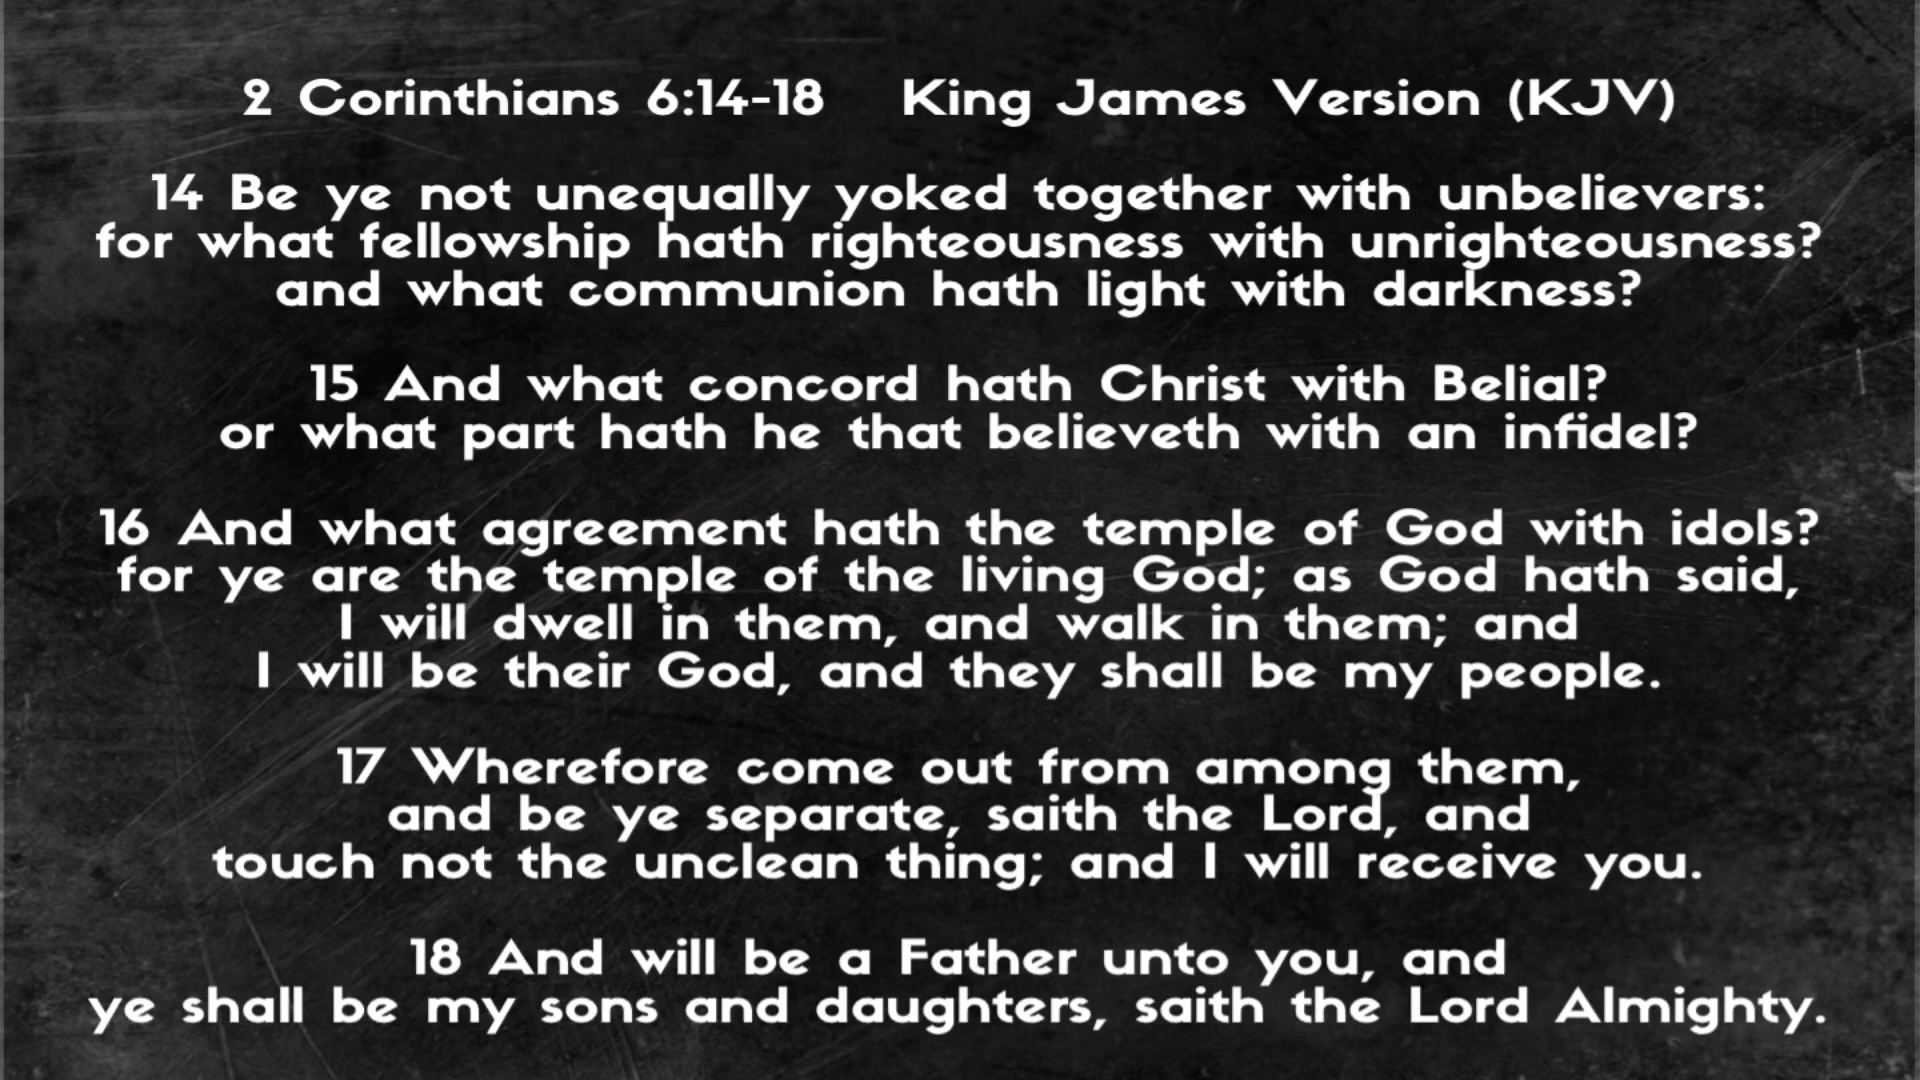 2 Corinthians 6:14-18 King James Version (KJV)
14 Be ye not unequally yoked together with unbelievers:
for what fellowship hath righteousness with unrighteousness?
and what communion hath light with darkness?
15 And what concord hath Christ with Belial?
or what part hath he that believeth with an infidel?
16 And what agreement hath the temple of God with idols?
for ye are the temple of the living God; as God hath said,
I will dwell in them, and walk in them; and
I will be their God, and they shall be my people.
17 Wherefore come out from among them,
and be ye separate, saith the Lord, and
touch not the unclean thing; and I will receive you.
18 And will be a Father unto you, and
ye shall be my sons and daughters, saith the Lord Almighty.